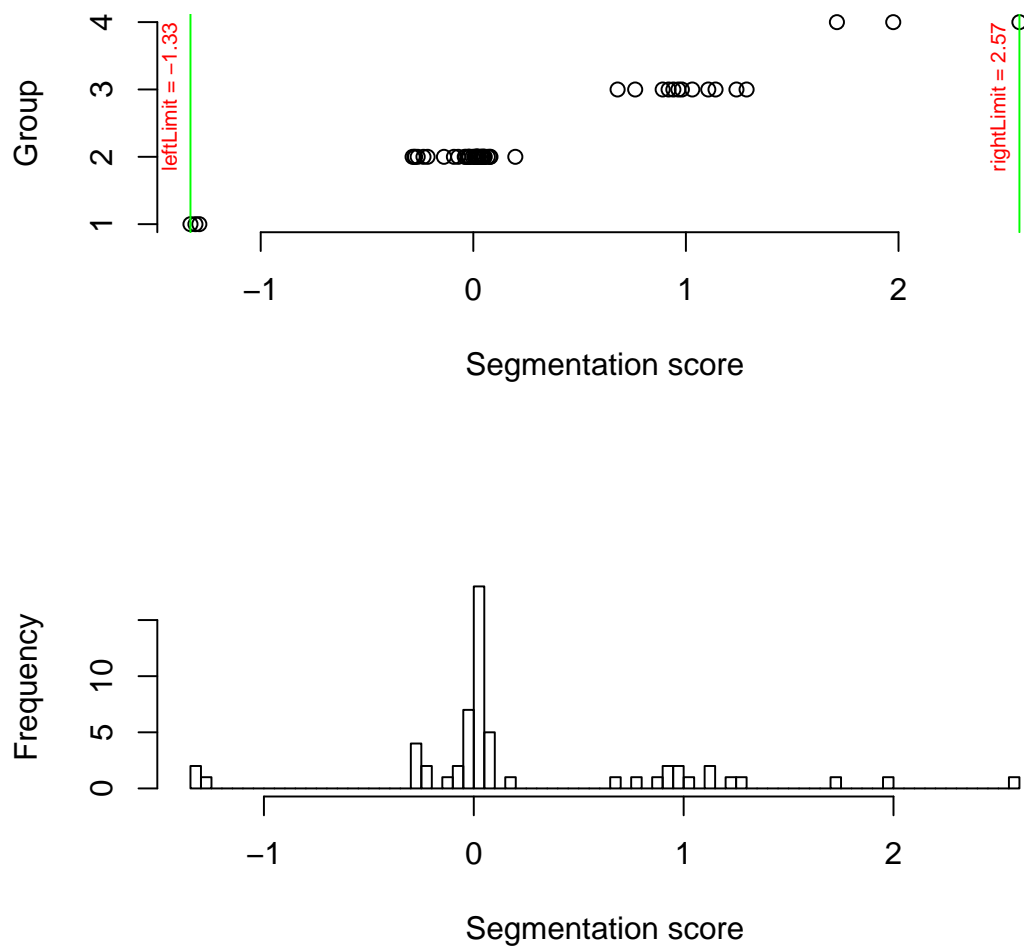 4
3
2
1
Group
leftLimit = −1.33
rightLimit = 2.57
−1 0 1 2
Segmentation score
10
5
0
Frequency
−1 0 1 2
Segmentation score